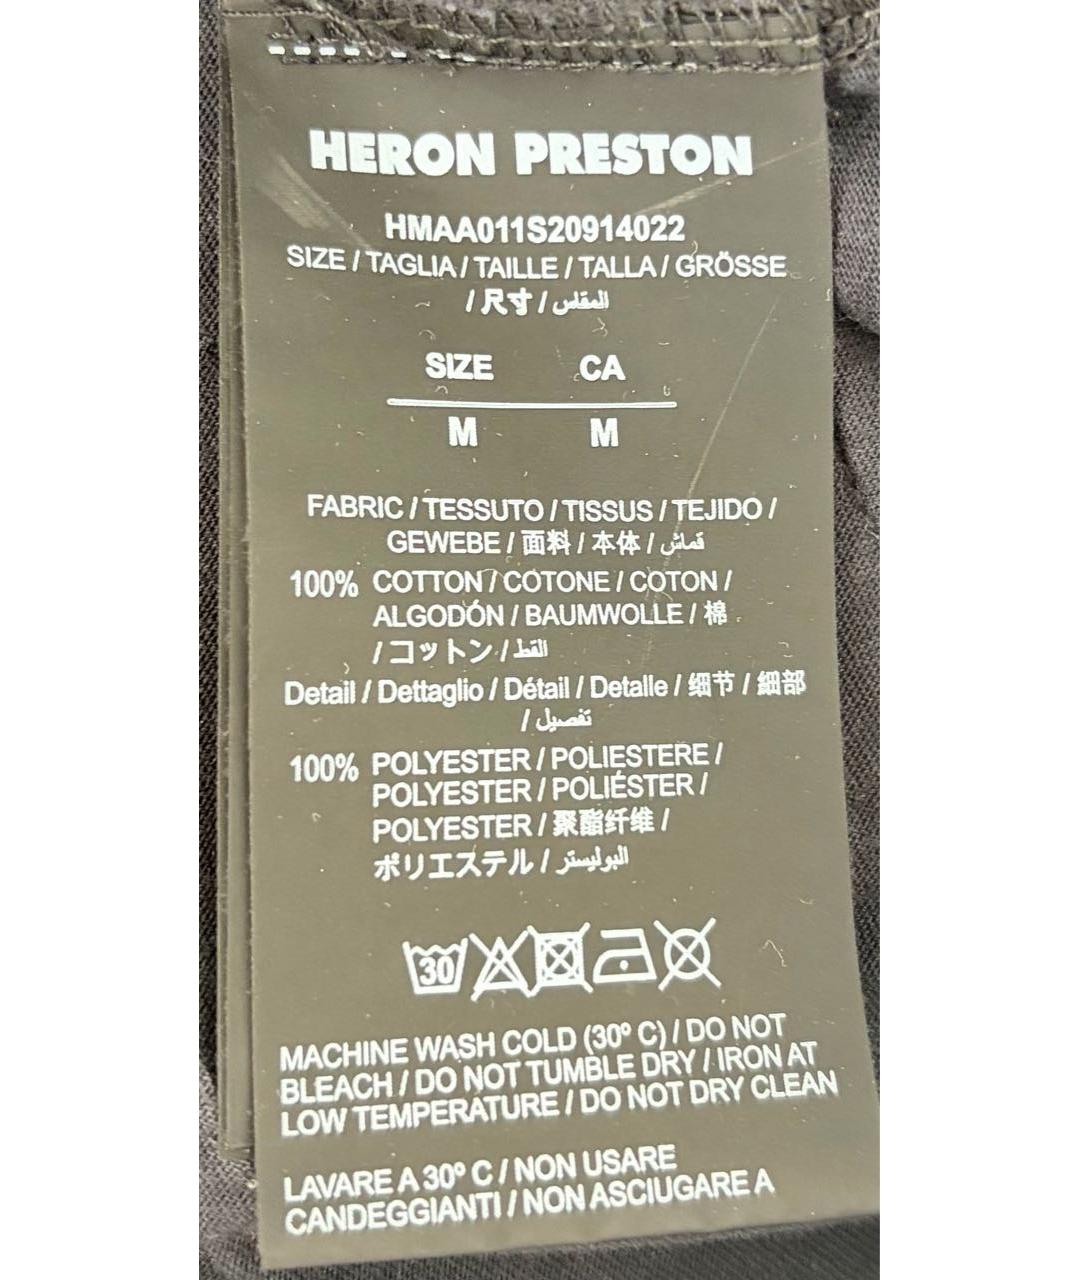 HERON PRESTON
HMAA011S20914022
SIZE / TAGLIA / TAILLE / TALLA / GRÖSSE
/ 尺寸 / المقاس
SIZE CA
M M
FABRIC / TESSUTO / TISSUS / TEJIDO /
GEWEBE / 面料 / 本体 / قماش
100% COTTON / COTONE / COTON /
ALGODÓN / BAUMWOLLE / 棉
/ コットン / القط
Detail / Dettaglio / Détail / Detalle / 细节 / 細部
/ تفصيل
100% POLYESTER / POLIESTERE /
POLYESTER / POLIÉSTER /
POLYESTER / 聚酯纤维 /
ポリエステル / البوليستر
30
MACHINE WASH COLD (30º C) / DO NOT
BLEACH / DO NOT TUMBLE DRY / IRON AT
LOW TEMPERATURE / DO NOT DRY CLEAN
LAVARE A 30º C / NON USARE
CANDEGGIANTI / NON ASCIUGARE A